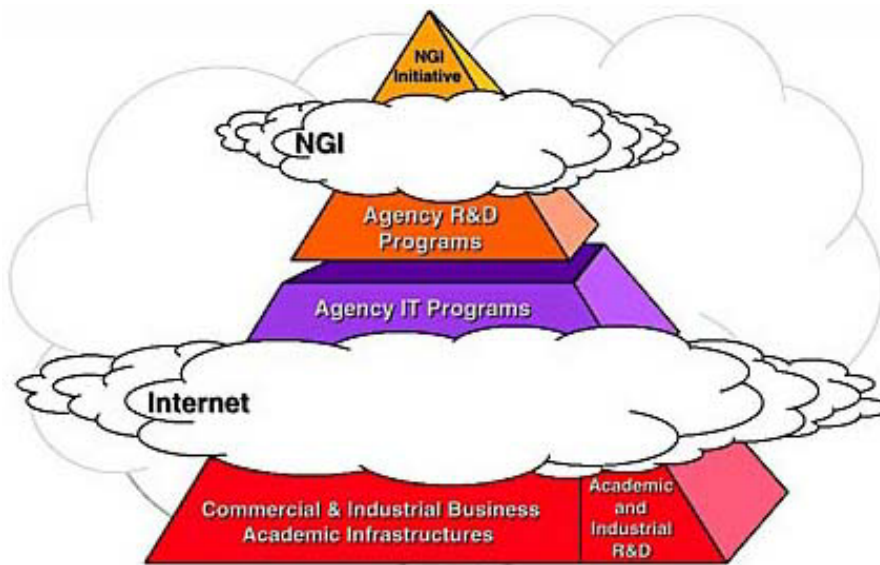 NGI
Initiative
NGI
Agency R&D
Programs
Agency IT Programs
Internet
Commercial & Industrial Business
Academic Infrastructures
Academic
and
Industrial
R&D